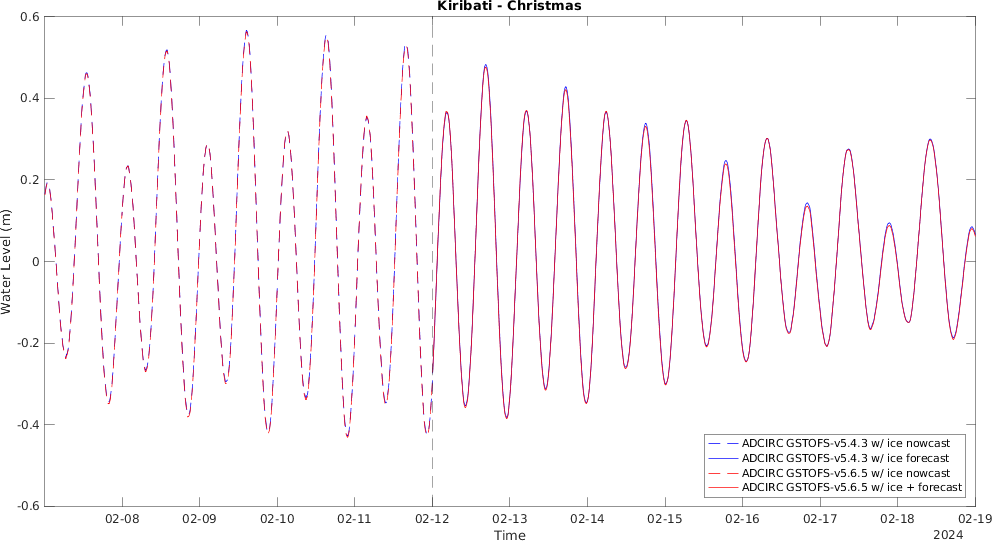 Kiribati - Christmas
0.6
0.4
0.2
0
-0.2
-0.4
-0.6
Water Level (m)
ADCIRC GSTOFS-v5.4.3 w/ ice nowcast
ADCIRC GSTOFS-v5.4.3 w/ ice forecast
ADCIRC GSTOFS-v5.6.5 w/ ice nowcast
ADCIRC GSTOFS-v5.6.5 w/ ice + forecast
02-08 02-09 02-10 02-11 02-12 02-13 02-14 02-15 02-16 02-17 02-18 02-19
Time
2024